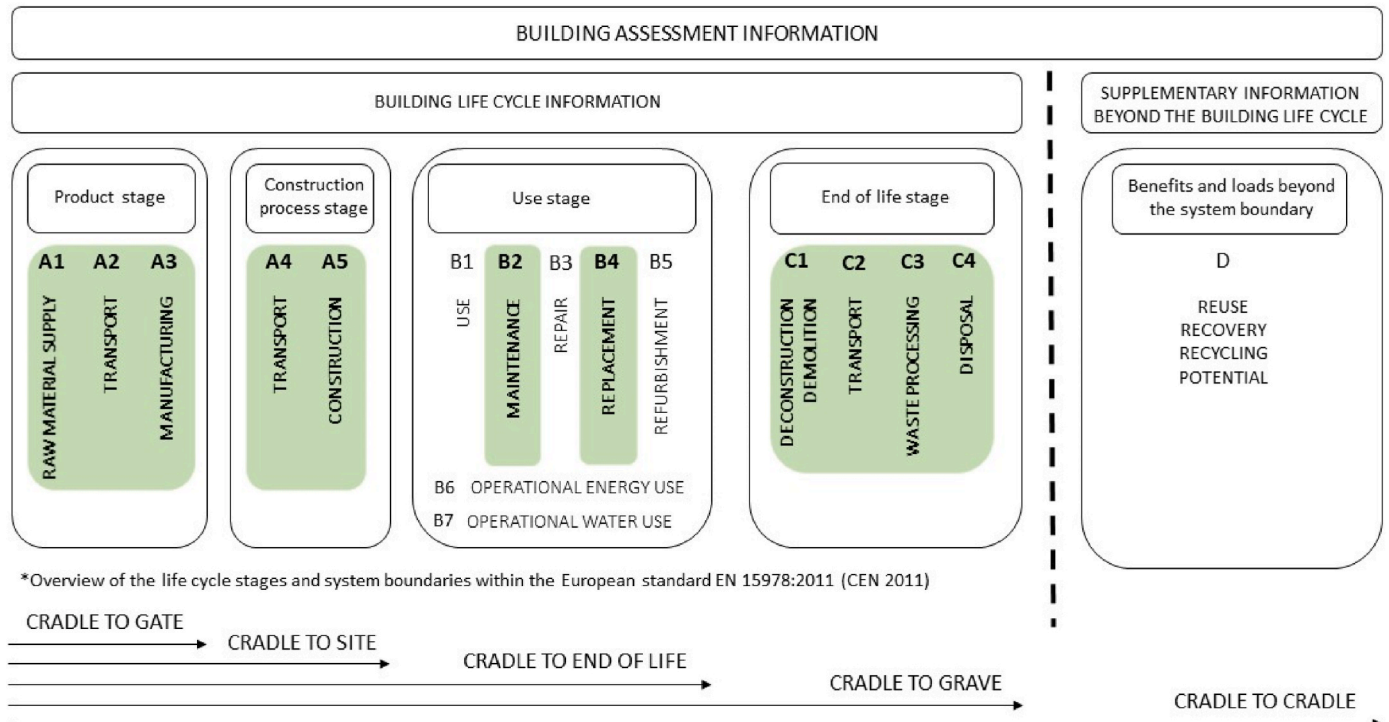 BUILDING ASSESSMENT INFORMATION
BUILDING LIFE CYCLE INFORMATION
SUPPLEMENTARY INFORMATION
BEYOND THE BUILDING LIFE CYCLE
Product stage
Construction
process stage
Use stage
End of life stage
Benefits and loads beyond
the system boundary
A1 A2 A3
RAW MATERIAL SUPPLY
TRANSPORT
MANUFACTURING
A4 A5
TRANSPORT
CONSTRUCTION
B1 B2 B3 B4 B5
USE
MAINTENANCE
REPAIR
REPLACEMENT
REFURBISHMENT
B6 OPERATIONAL ENERGY USE
B7 OPERATIONAL WATER USE
C1 C2 C3 C4
DECONSTRUCTION
DEMOLITION
TRANSPORT
WASTE PROCESSING
DISPOSAL
D
REUSE
RECOVERY
RECYCLING
POTENTIAL
*Overview of the life cycle stages and system boundaries within the European standard EN 15978:2011 (CEN 2011)
CRADLE TO GATE
CRADLE TO SITE
CRADLE TO END OF LIFE
CRADLE TO GRAVE
CRADLE TO CRADLE